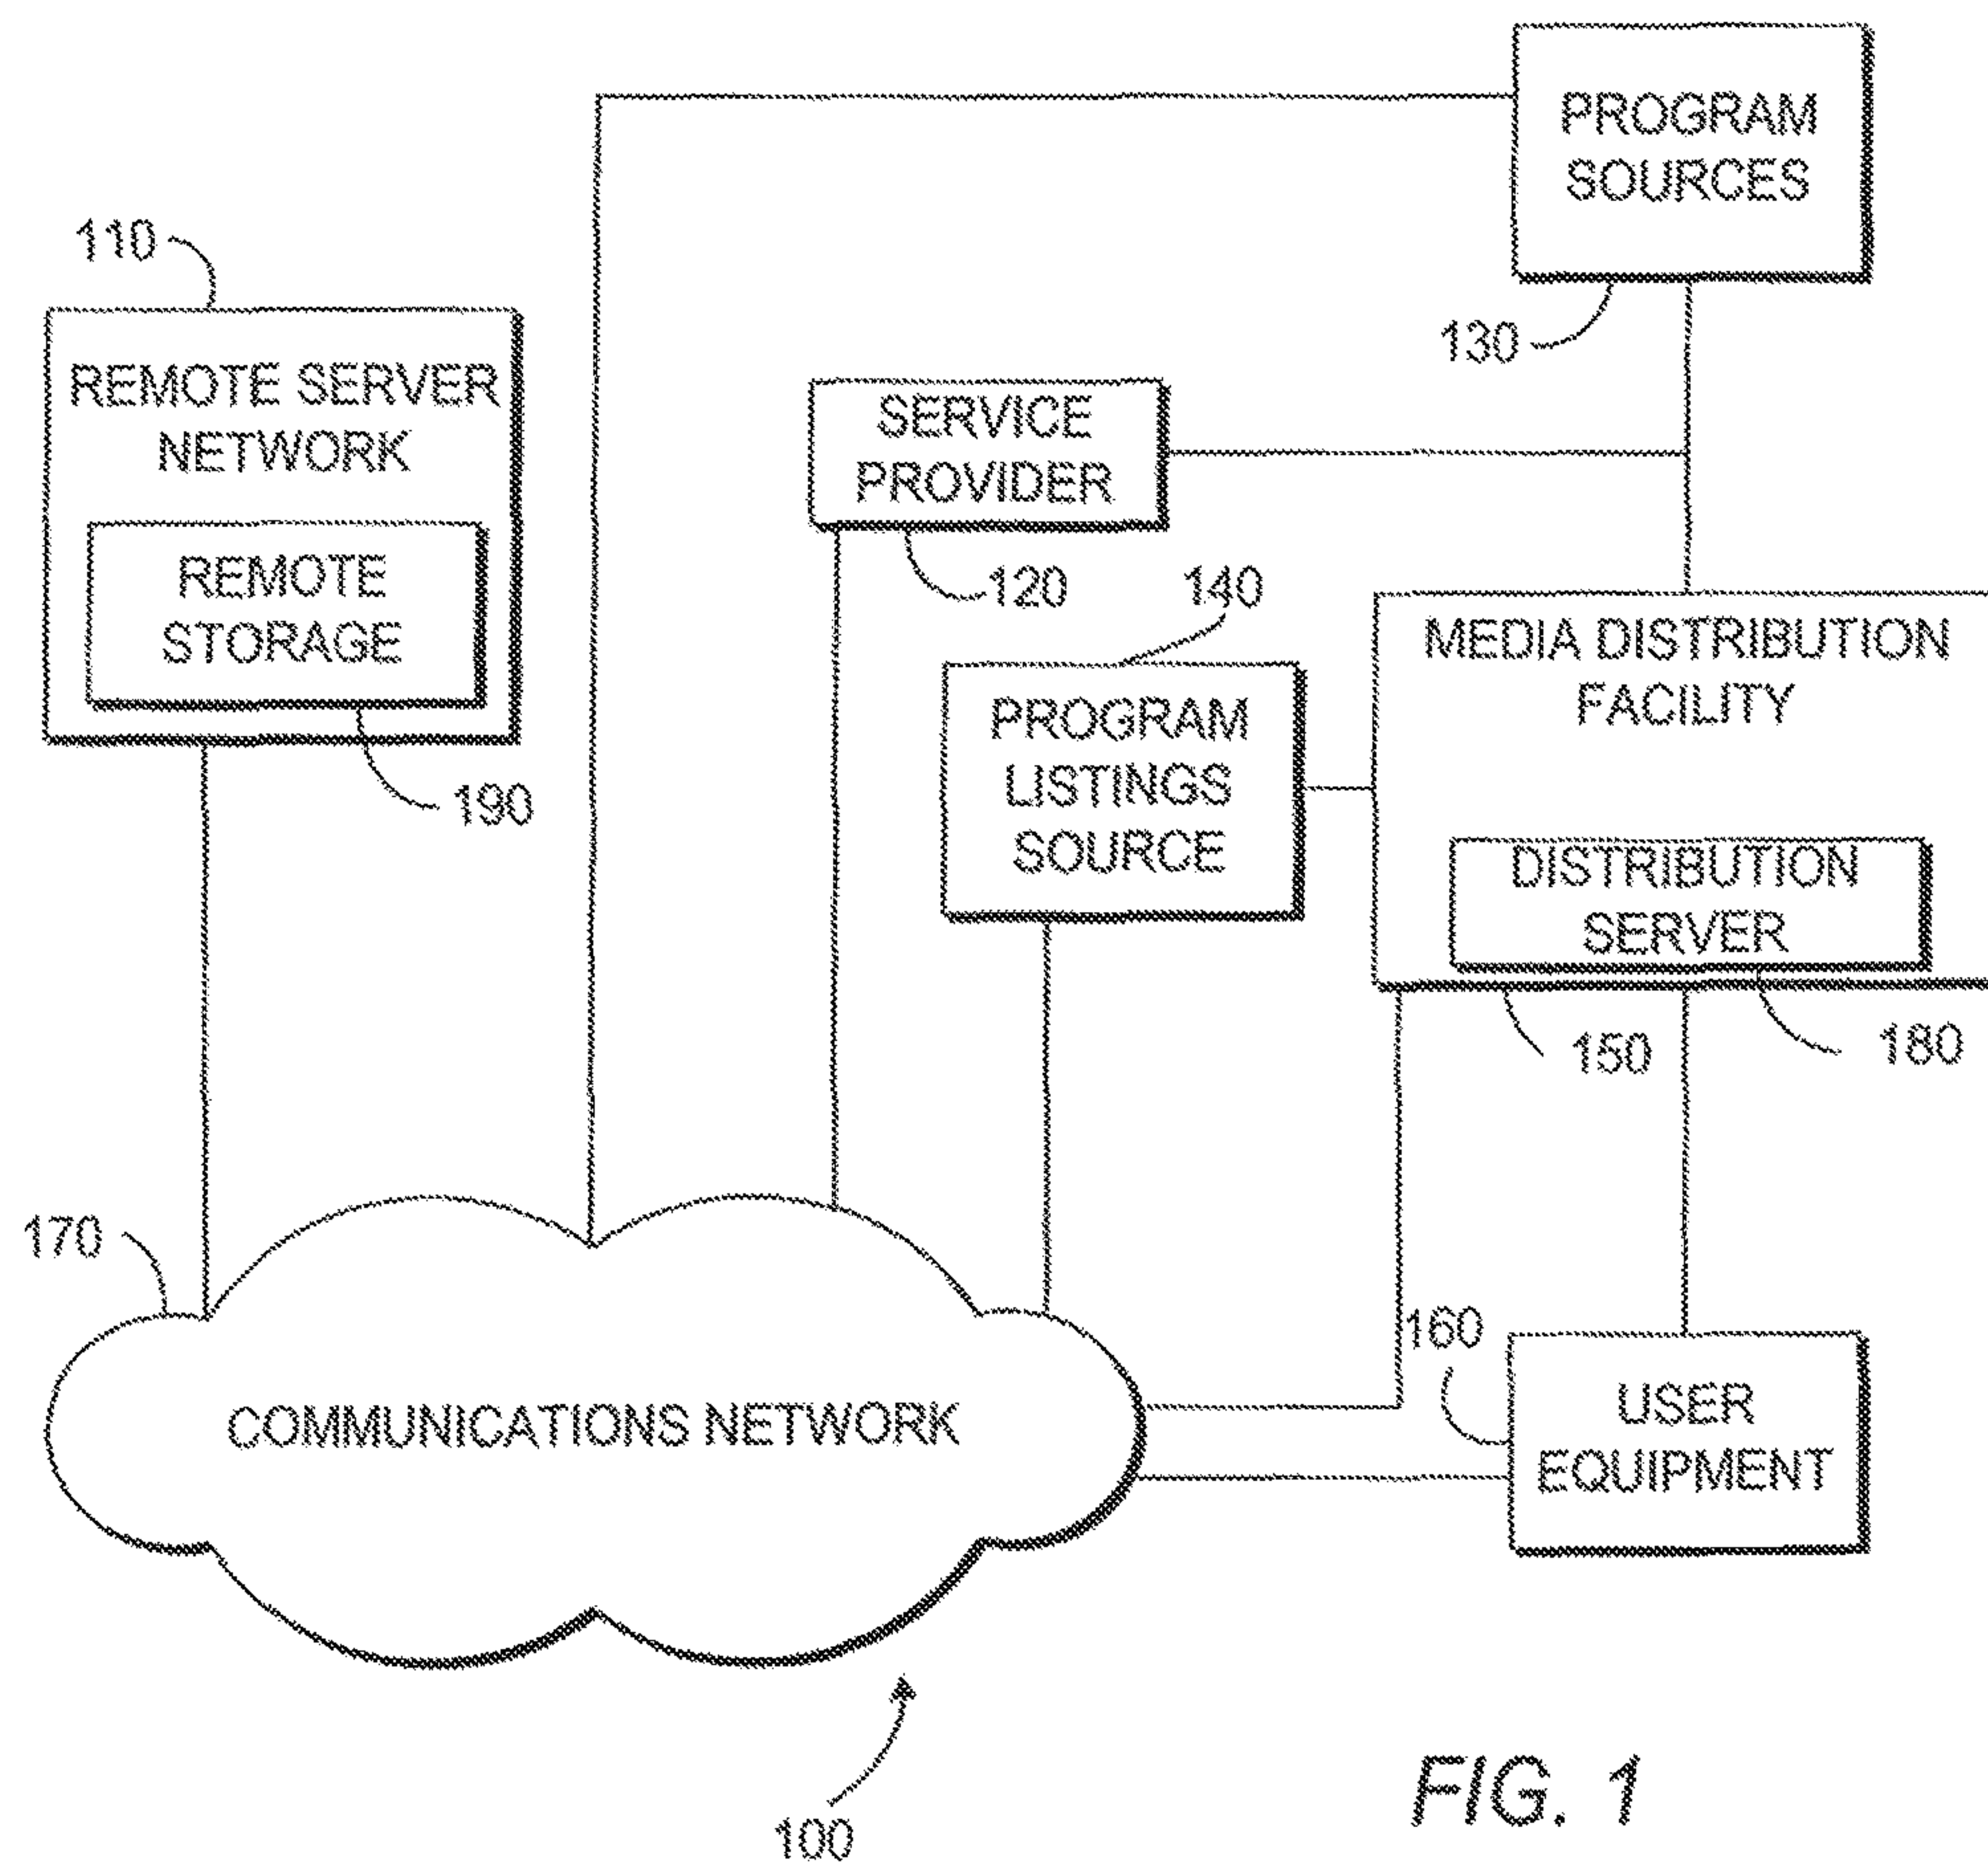 PROGRAM
SOURCES
130
110
REMOTE SERVER
NETWORK
REMOTE
STORAGE
190
SERVICE
PROVIDER
120
140
PROGRAM
LISTINGS
SOURCE
MEDIA DISTRIBUTION
FACILITY
DISTRIBUTION
SERVER
150
180
170
COMMUNICATIONS NETWORK
160
USER
EQUIPMENT
100
FIG. 1